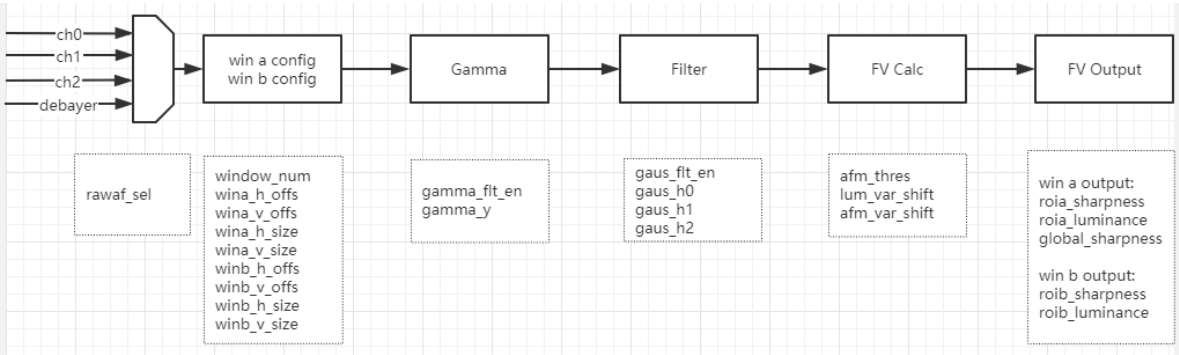 ch0
ch1
ch2
debayer
win a config
win b config
Gamma
Filter
FV Calc
FV Output
rawaf_sel
window_num
wina_h_offs
wina_v_offs
wina_h_size
wina_v_size
winb_h_offs
winb_v_offs
winb_h_size
winb_v_size
gamma_flt_en
gamma_y
gaus_flt_en
gaus_h0
gaus_h1
gaus_h2
afm_thres
lum_var_shift
afm_var_shift
win a output:
roia_sharpness
roia_luminance
global_sharpness
win b output:
roib_sharpness
roib_luminance